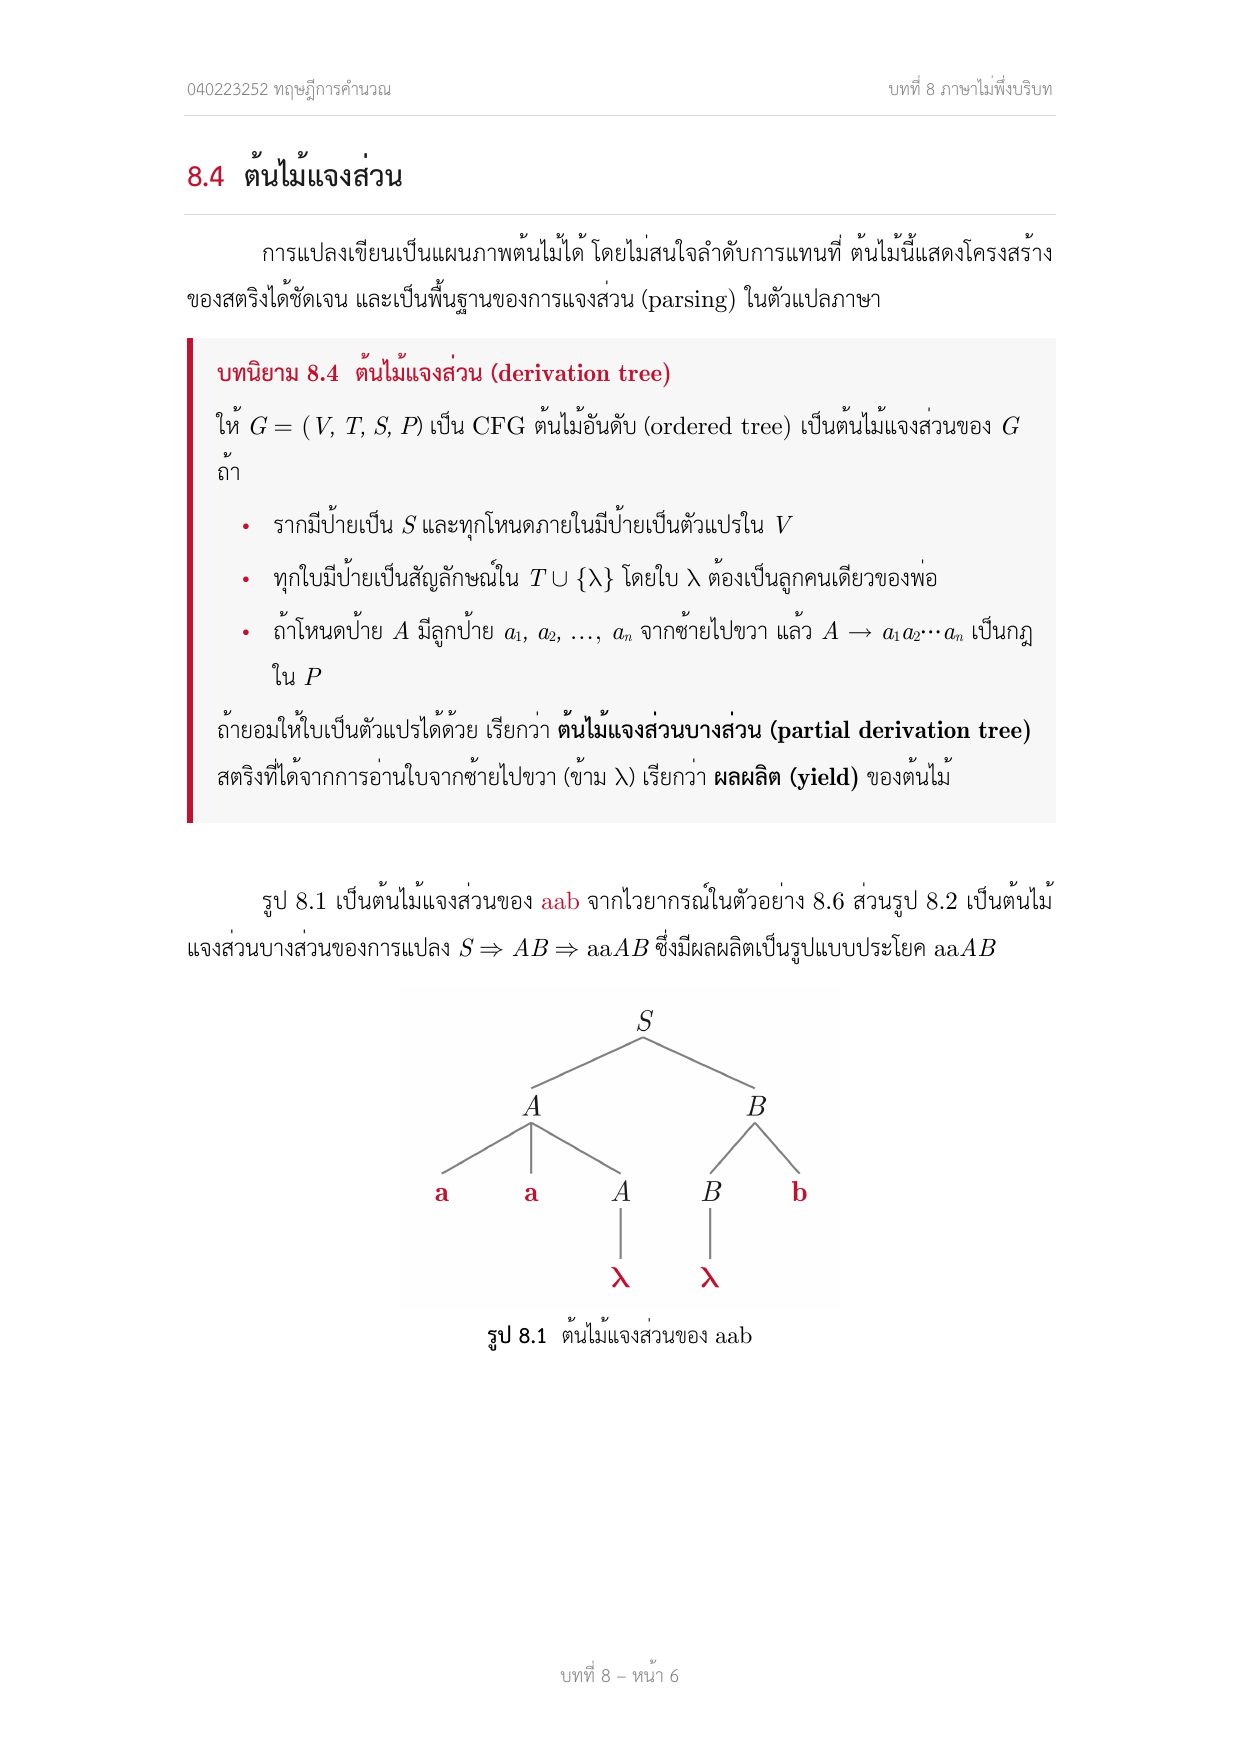 040223252 ทฤษฎีการคำนวณ
บทที่ 8 ภาษาไม่พึ่งบริบท
8.4 ต้นไม้แจงส่วน
การแปลงเขียนเป็นแผนภาพต้นไม้ได้ โดยไม่สนใจลำดับการแทนที่ ต้นไม้นี้แสดงโครงสร้าง
ของสตริงได้ชัดเจน และเป็นพื้นฐานของการแจงส่วน (parsing) ในตัวแปลภาษา
บทนิยาม 8.4 ต้นไม้แจงส่วน (derivation tree)
ให้ G = (V, T, S, P) เป็น CFG ต้นไม้อันดับ (ordered tree) เป็นต้นไม้แจงส่วนของ G
ถ้า
• รากมีป้ายเป็น S และทุกโหนดภายในมีป้ายเป็นตัวแปรใน V
• ทุกใบมีป้ายเป็นสัญลักษณ์ใน T ∪ {λ} โดยใบ λ ต้องเป็นลูกคนเดียวของพ่อ
• ถ้าโหนดป้าย A มีลูกป้าย a₁, a₂, …, aₙ จากซ้ายไปขวา แล้ว A → a₁a₂⋯aₙ เป็นกฎ
ใน P
ถ้ายอมให้ใบเป็นตัวแปรได้ด้วย เรียกว่า ต้นไม้แจงส่วนบางส่วน (partial derivation tree)
สตริงที่ได้จากการอ่านใบจากซ้ายไปขวา (ข้าม λ) เรียกว่า ผลผลิต (yield) ของต้นไม้
รูป 8.1 เป็นต้นไม้แจงส่วนของ aab จากไวยากรณ์ในตัวอย่าง 8.6 ส่วนรูป 8.2 เป็นต้นไม้
แจงส่วนบางส่วนของการแปลง S ⇒ AB ⇒ aaAB ซึ่งมีผลผลิตเป็นรูปแบบประโยค aaAB
S
A B
a a A B b
λ λ
รูป 8.1 ต้นไม้แจงส่วนของ aab
บทที่ 8 – หน้า 6